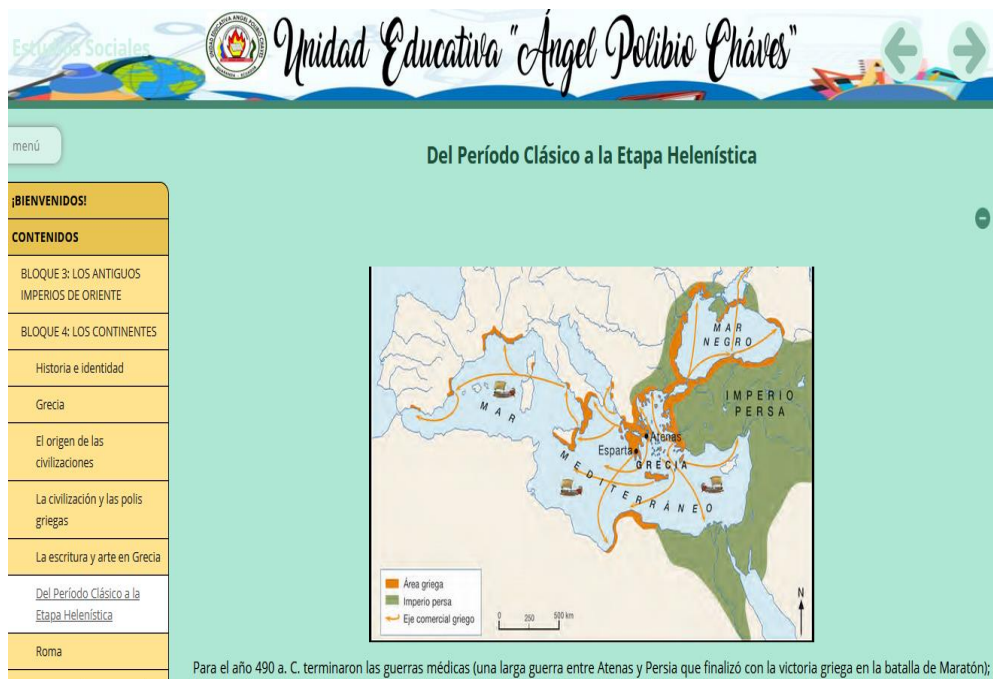 Estudios Sociales
Unidad Educativa "Ángel Polibio Cháves"
menú
Del Período Clásico a la Etapa Helenística
¡BIENVENIDOS!
CONTENIDOS
BLOQUE 3: LOS ANTIGUOS
IMPERIOS DE ORIENTE
BLOQUE 4: LOS CONTINENTES
Historia e identidad
Grecia
El origen de las
civilizaciones
La civilización y las polis
griegas
La escritura y arte en Grecia
Del Período Clásico a la
Etapa Helenística
Roma
MAR
NEGRO
IMPERIO
PERSA
MAR
Atenas
Esparta
GRECIA
MEDITERRÁNEO
Área griega
Imperio persa
Eje comercial griego
0 250 500 km
N
Para el año 490 a. C. terminaron las guerras médicas (una larga guerra entre Atenas y Persia que finalizó con la victoria griega en la batalla de Maratón);